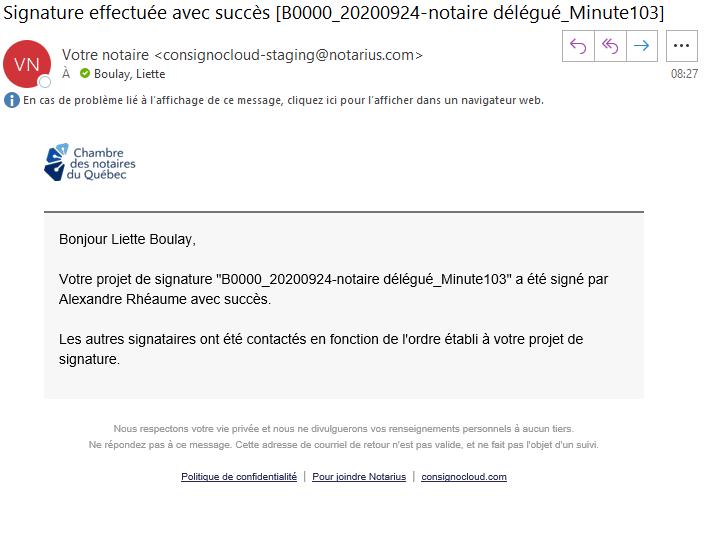 Signature effectuée avec succès [B0000_20200924-notaire délégué_Minute103]
VN
Votre notaire <consignocloud-staging@notarius.com>
À Boulay, Liette
08:27
En cas de problème lié à l'affichage de ce message, cliquez ici pour l'afficher dans un navigateur web.
Chambre
des notaires
du Québec
Bonjour Liette Boulay,
Votre projet de signature "B0000_20200924-notaire délégué_Minute103" a été signé par
Alexandre Rhéaume avec succès.
Les autres signataires ont été contactés en fonction de l'ordre établi à votre projet de
signature.
Nous respectons votre vie privée et nous ne divulguerons vos renseignements personnels à aucun tiers.
Ne répondez pas à ce message. Cette adresse de courriel de retour n'est pas valide, et ne fait pas l'objet d'un suivi.
Politique de confidentialité | Pour joindre Notarius | consignocloud.com